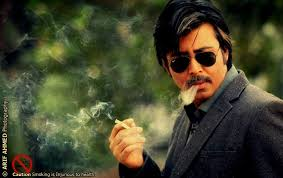 © ARIF AHMED Photography
Caution Smoking is Injurious to health